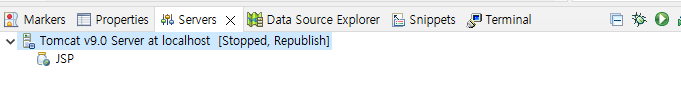 Markers Properties Servers Data Source Explorer Snippets Terminal
Tomcat v9.0 Server at localhost [Stopped, Republish]
JSP